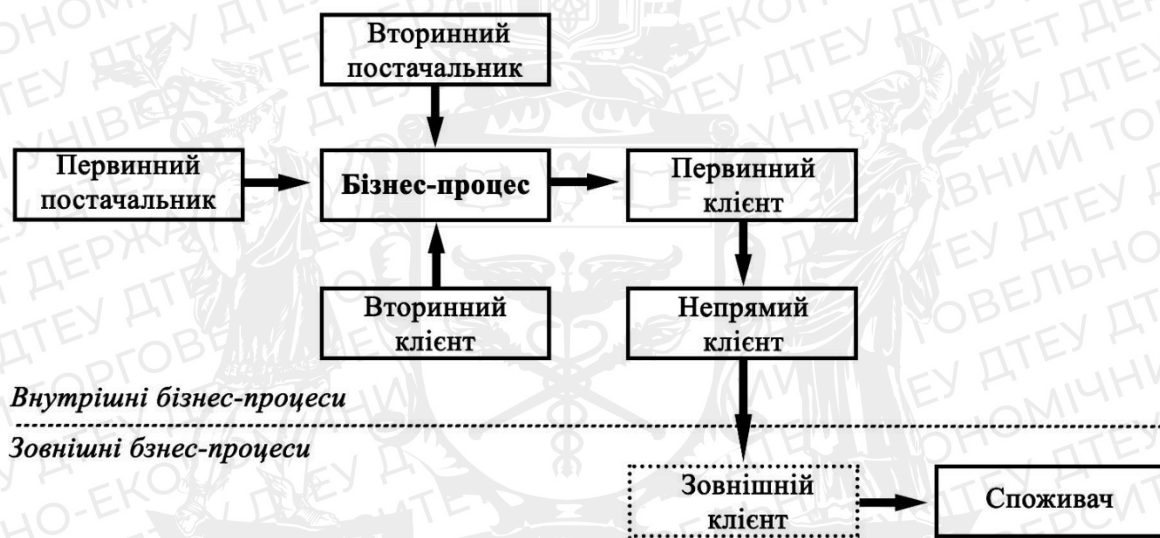 Вторинний
постачальник
Первинний
постачальник
Бізнес-процес
Первинний
клієнт
Вторинний
клієнт
Непрямий
клієнт
Внутрішні бізнес-процеси
Зовнішні бзнес-процеси
Зовнішній
клієнт
Споживач